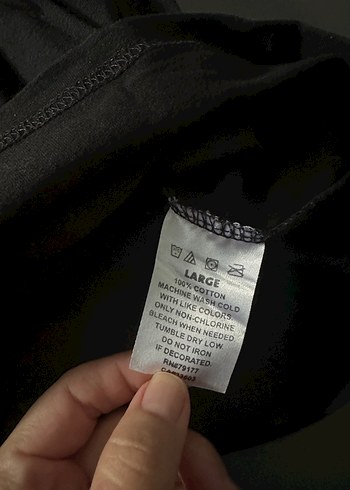 LARGE
100% COTTON
MACHINE WASH COLD
WITH LIKE COLORS.
ONLY NON-CHLORINE
BLEACH WHEN NEEDED.
TUMBLE DRY LOW.
DO NOT IRON
IF DECORATED.
RN#79177